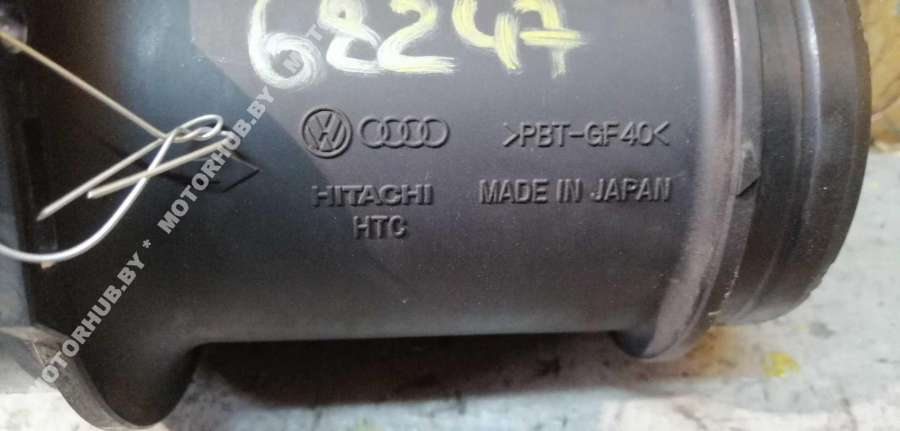 68247
>PBT-GF40<
HITACHI MADE IN JAPAN
HTC
MOTORHUB.BY * MOTORHUB.BY * MOTORHUB.BY